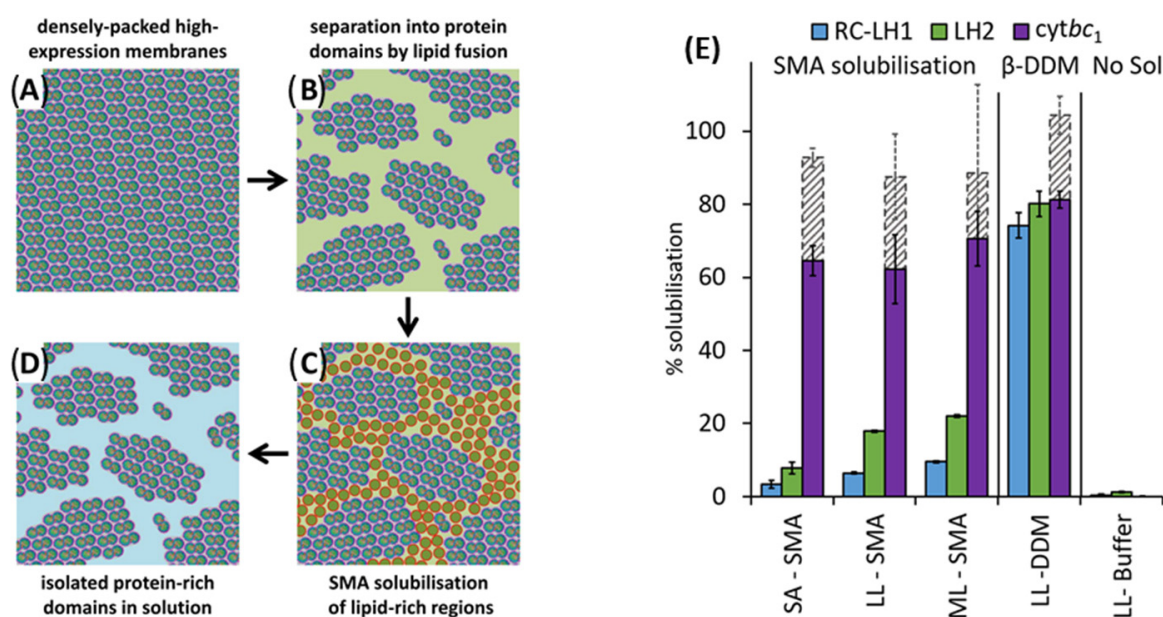 densely-packed high-
expression membranes
separation into protein
domains by lipid fusion
(A)
(B)
(D)
(C)
isolated protein-rich
domains in solution
SMA solubilisation
of lipid-rich regions
(E)
RC-LH1 LH2 cytbc₁
SMA solubilisation β-DDM No Sol
% solubilisation
100
80
60
40
20
0
SA - SMA
LL - SMA
ML - SMA
LL -DDM
LL- Buffer